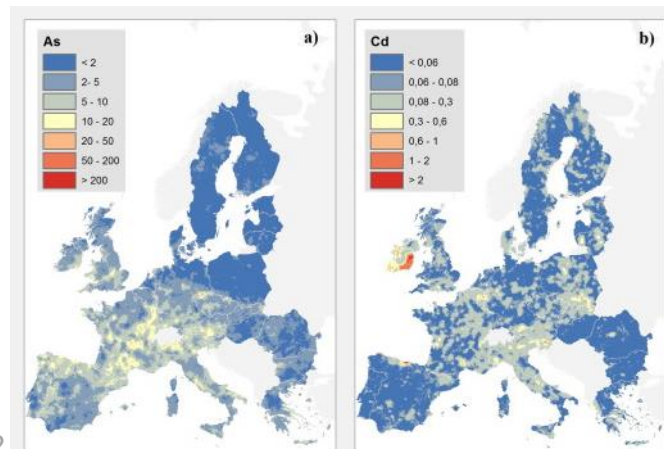 As
a)
< 2
2- 5
5 - 10
10 - 20
20 - 50
50 - 200
> 200
Cd
b)
< 0,06
0,06 - 0,08
0,08 - 0,3
0,3 - 0,6
0,6 - 1
1 - 2
> 2